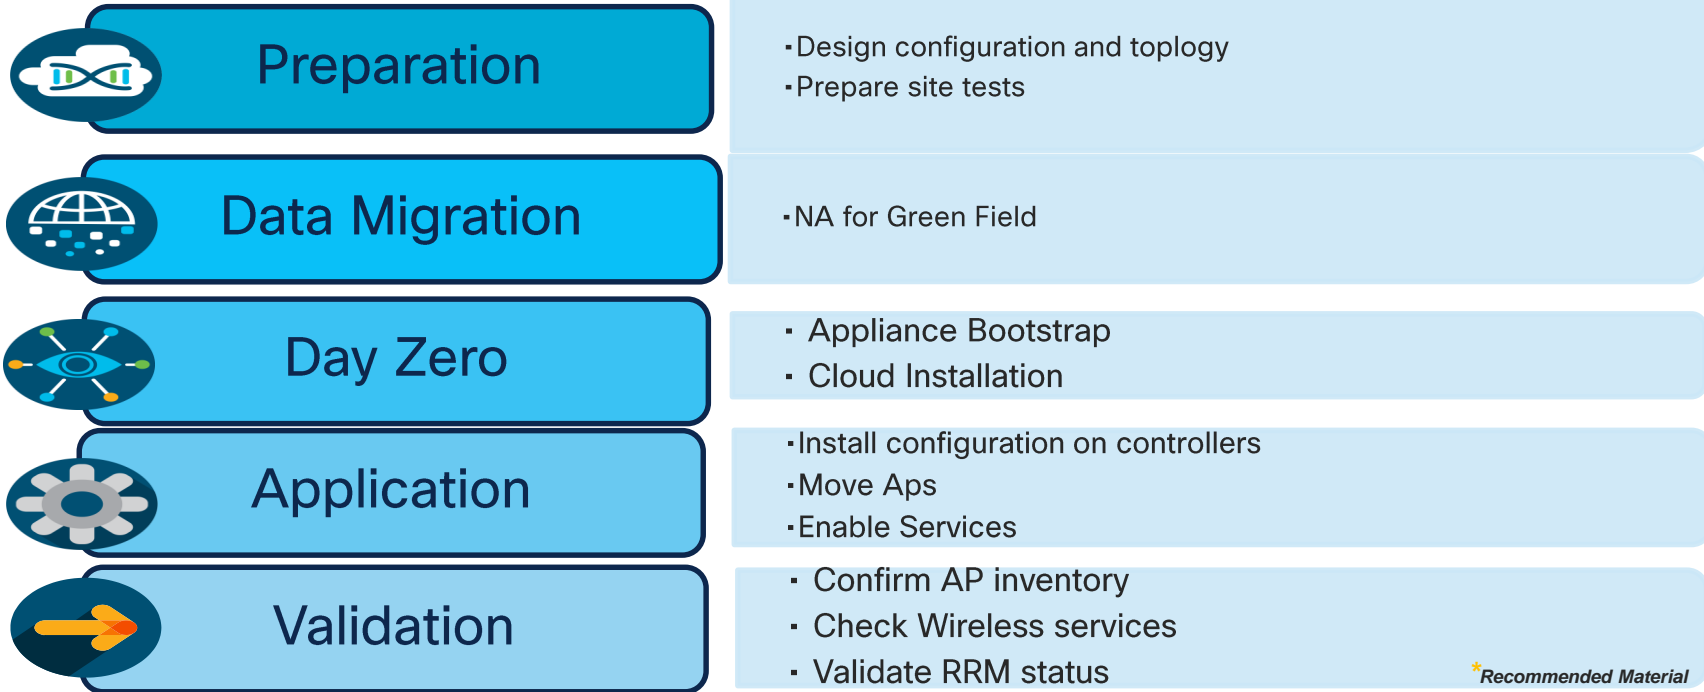 Preparation
▪Design configuration and toplogy
▪Prepare site tests
Data Migration
▪NA for Green Field
Day Zero
▪ Appliance Bootstrap
▪ Cloud Installation
Application
▪Install configuration on controllers
▪Move Aps
▪Enable Services
Validation
▪ Confirm AP inventory
▪ Check Wireless services
▪ Validate RRM status
*Recommended Material